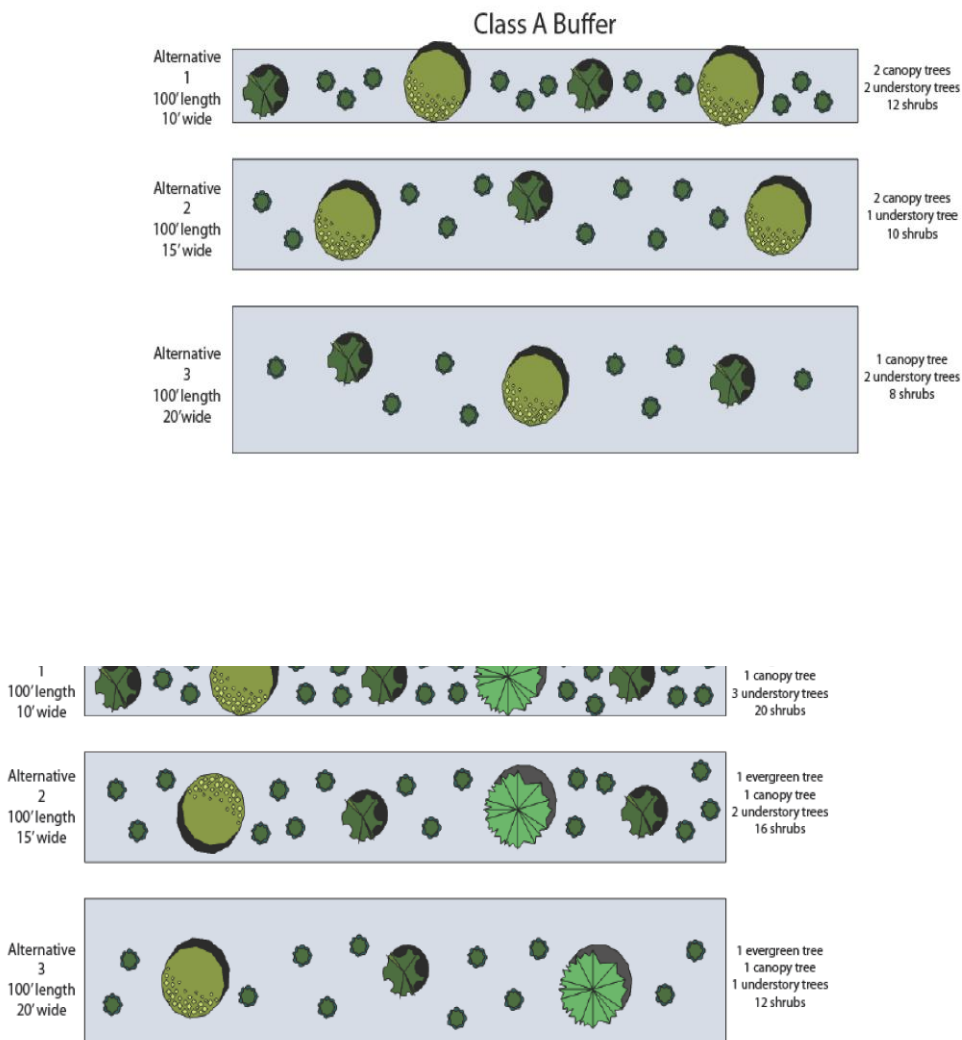 Class A Buffer
Alternative
1
100' length
10' wide
2 canopy trees
2 understory trees
12 shrubs
Alternative
2
100' length
15' wide
2 canopy trees
1 understory tree
10 shrubs
Alternative
3
100' length
20' wide
1 canopy tree
2 understory trees
8 shrubs
1
100' length
10' wide
1 canopy tree
3 understory trees
20 shrubs
Alternative
2
100' length
15' wide
1 evergreen tree
1 canopy tree
2 understory trees
16 shrubs
Alternative
3
100' length
20' wide
1 evergreen tree
1 canopy tree
1 understory trees
12 shrubs